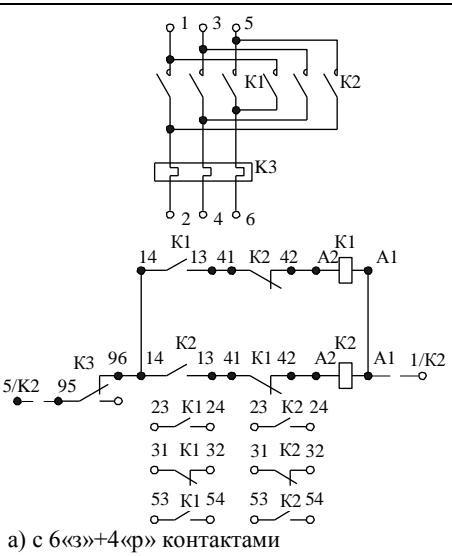 1 3 5
K1 K2
K3
2 4 6
K1 K1
14 13 41 K2 42 A2 A1
K2 K2
K3 96 14 13 41 K1 42 A2 A1 1/K2
5/K2 95
23 K1 24 23 K2 24
31 K1 32 31 K2 32
53 K1 54 53 K2 54
а) с 6«з»+4«р» контактами